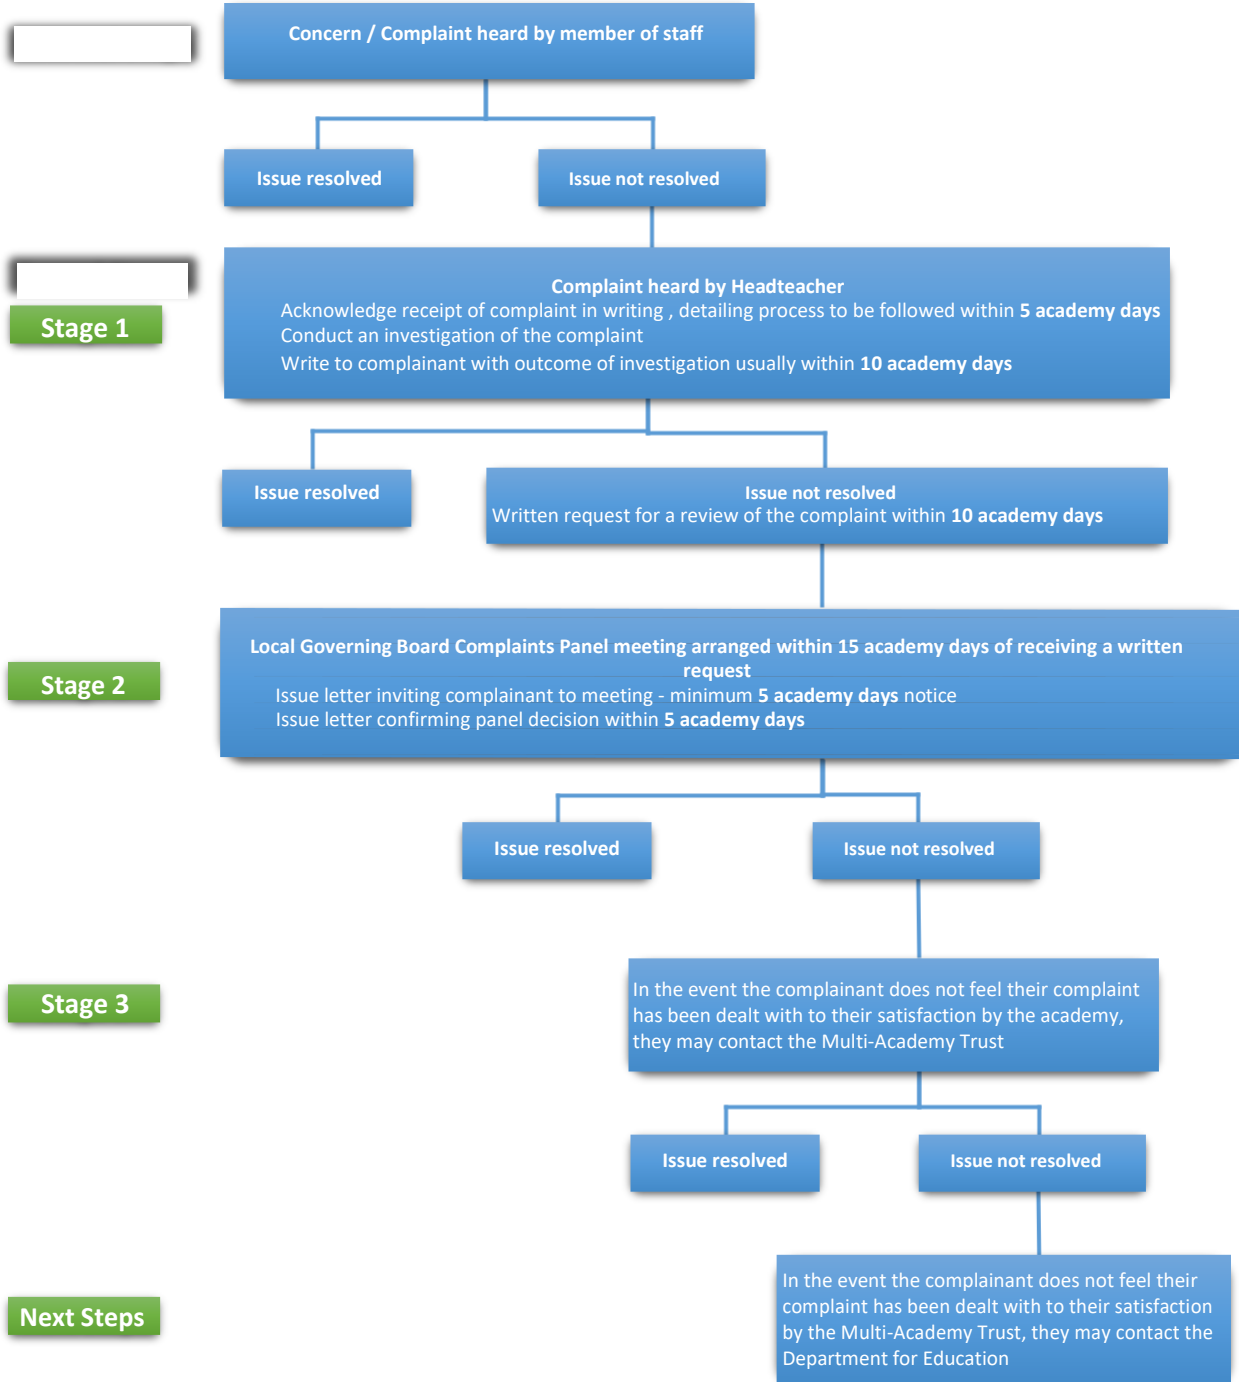 Concern / Complaint heard by member of staff
Issue resolved
Issue not resolved
Stage 1
Complaint heard by Headteacher
Acknowledge receipt of complaint in writing , detailing process to be followed within 5 academy days
Conduct an investigation of the complaint
Write to complainant with outcome of investigation usually within 10 academy days
Issue resolved
Issue not resolved
Written request for a review of the complaint within 10 academy days
Stage 2
Local Governing Board Complaints Panel meeting arranged within 15 academy days of receiving a written
request
Issue letter inviting complainant to meeting - minimum 5 academy days notice
Issue letter confirming panel decision within 5 academy days
Issue resolved
Issue not resolved
Stage 3
In the event the complainant does not feel their complaint
has been dealt with to their satisfaction by the academy,
they may contact the Multi-Academy Trust
Issue resolved
Issue not resolved
Next Steps
In the event the complainant does not feel their
complaint has been dealt with to their satisfaction
by the Multi-Academy Trust, they may contact the
Department for Education